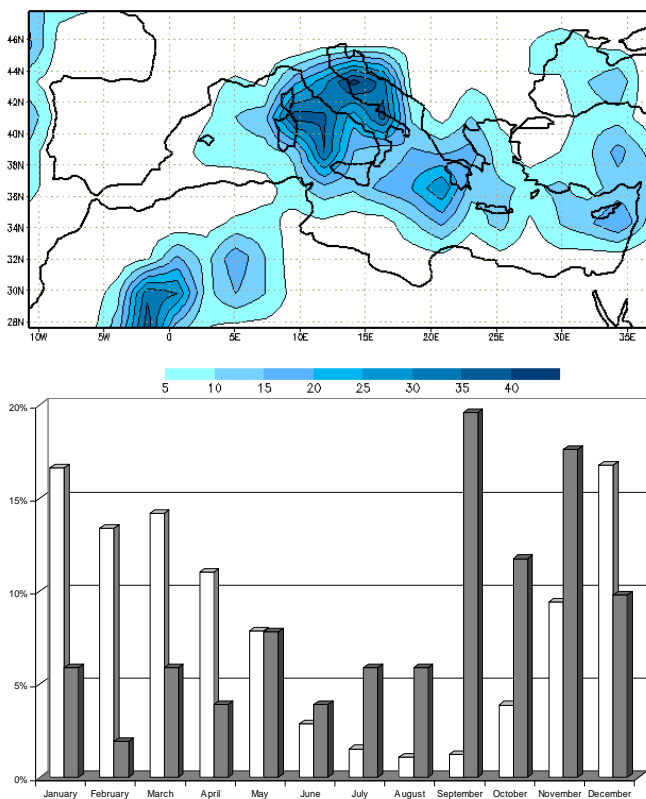 46N
44N
42N
40N
38N
36N
34N
32N
30N
28N
10W 5W 0 5E 10E 15E 20E 25E 30E 35E
5 10 15 20 25 30 35 40
20%
15%
10%
5%
0%
January February March April May June July August September October November December